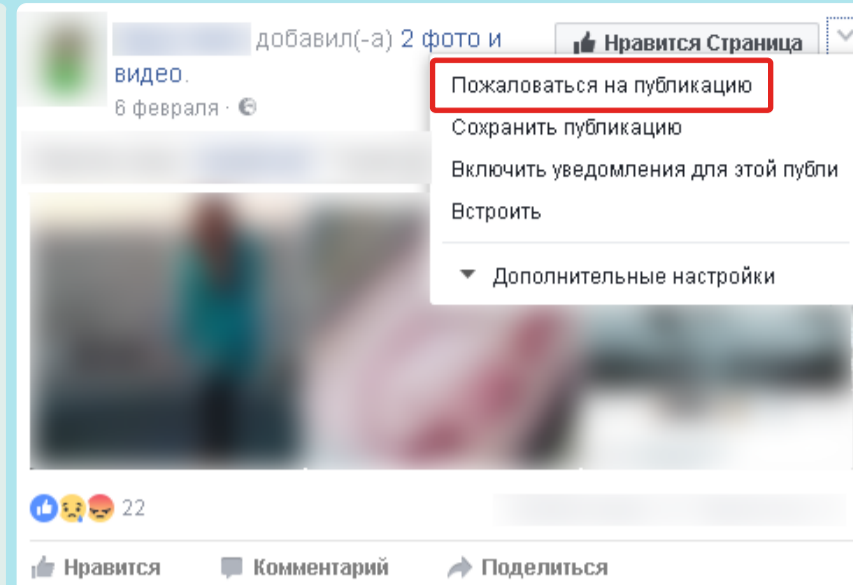 добавил(-а) 2 фото и
видео.
6 февраля ·
Нравится Страница
Пожаловаться на публикацию
Сохранить публикацию
Включить уведомления для этой публи
Встроить
Дополнительные настройки
22
Нравится Комментарий Поделиться